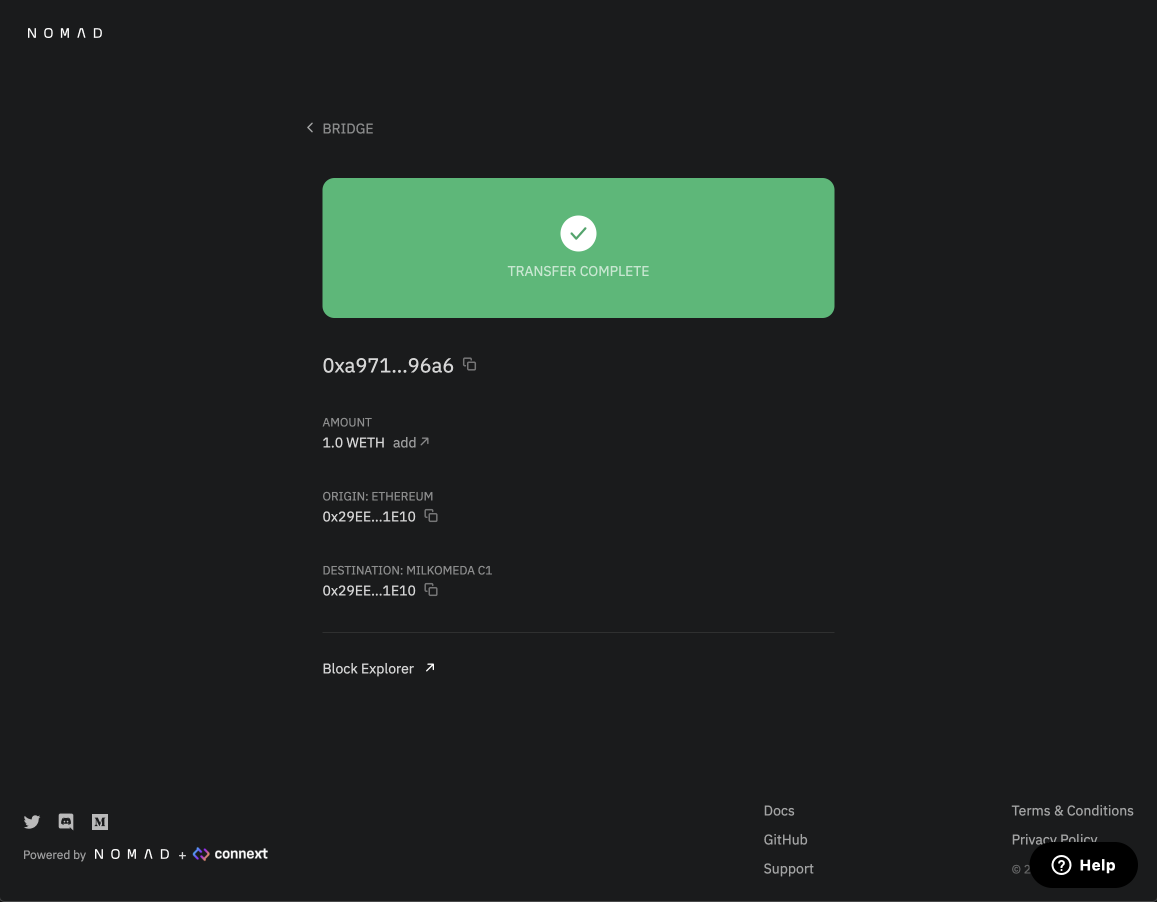 NOMAD
BRIDGE
TRANSFER COMPLETE
0xa971...96a6
AMOUNT
1.0 WETH add
ORIGIN: ETHEREUM
0x29EE...1E10
DESTINATION: MILKOMEDA C1
0x29EE...1E10
Block Explorer
Docs
GitHub
Support
Terms & Conditions
Privacy Policy
© 2
Help
Powered by NOMAD + connext